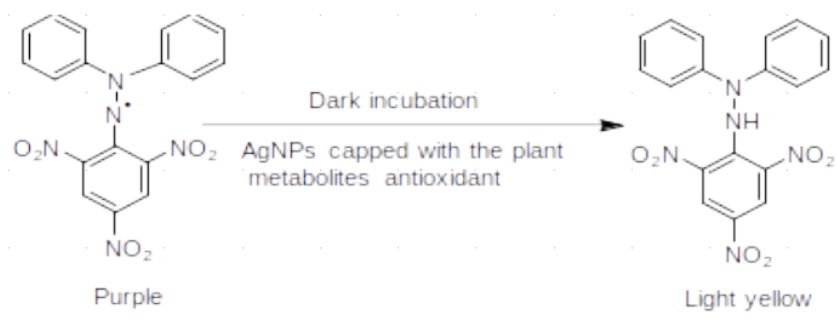 N
N
N•
N
Dark incubation
NH
O₂N
NO₂
AgNPs capped with the plant
O₂N
NO₂
metabolites antioxidant
NO₂
NO₂
Purple
Light yellow